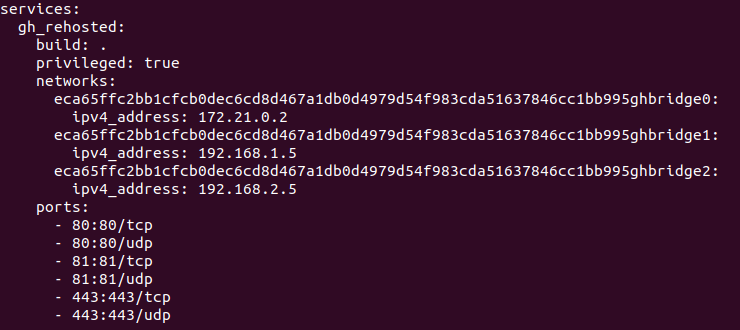 services:
  gh_rehosted:
    build: .
    privileged: true
    networks:
      eca65ffc2bb1cfcb0dec6cd8d467a1db0d4979d54f983cda51637846cc1bb995ghbridge0:
        ipv4_address: 172.21.0.2
      eca65ffc2bb1cfcb0dec6cd8d467a1db0d4979d54f983cda51637846cc1bb995ghbridge1:
        ipv4_address: 192.168.1.5
      eca65ffc2bb1cfcb0dec6cd8d467a1db0d4979d54f983cda51637846cc1bb995ghbridge2:
        ipv4_address: 192.168.2.5
    ports:
      - 80:80/tcp
      - 80:80/udp
      - 81:81/tcp
      - 81:81/udp
      - 443:443/tcp
      - 443:443/udp